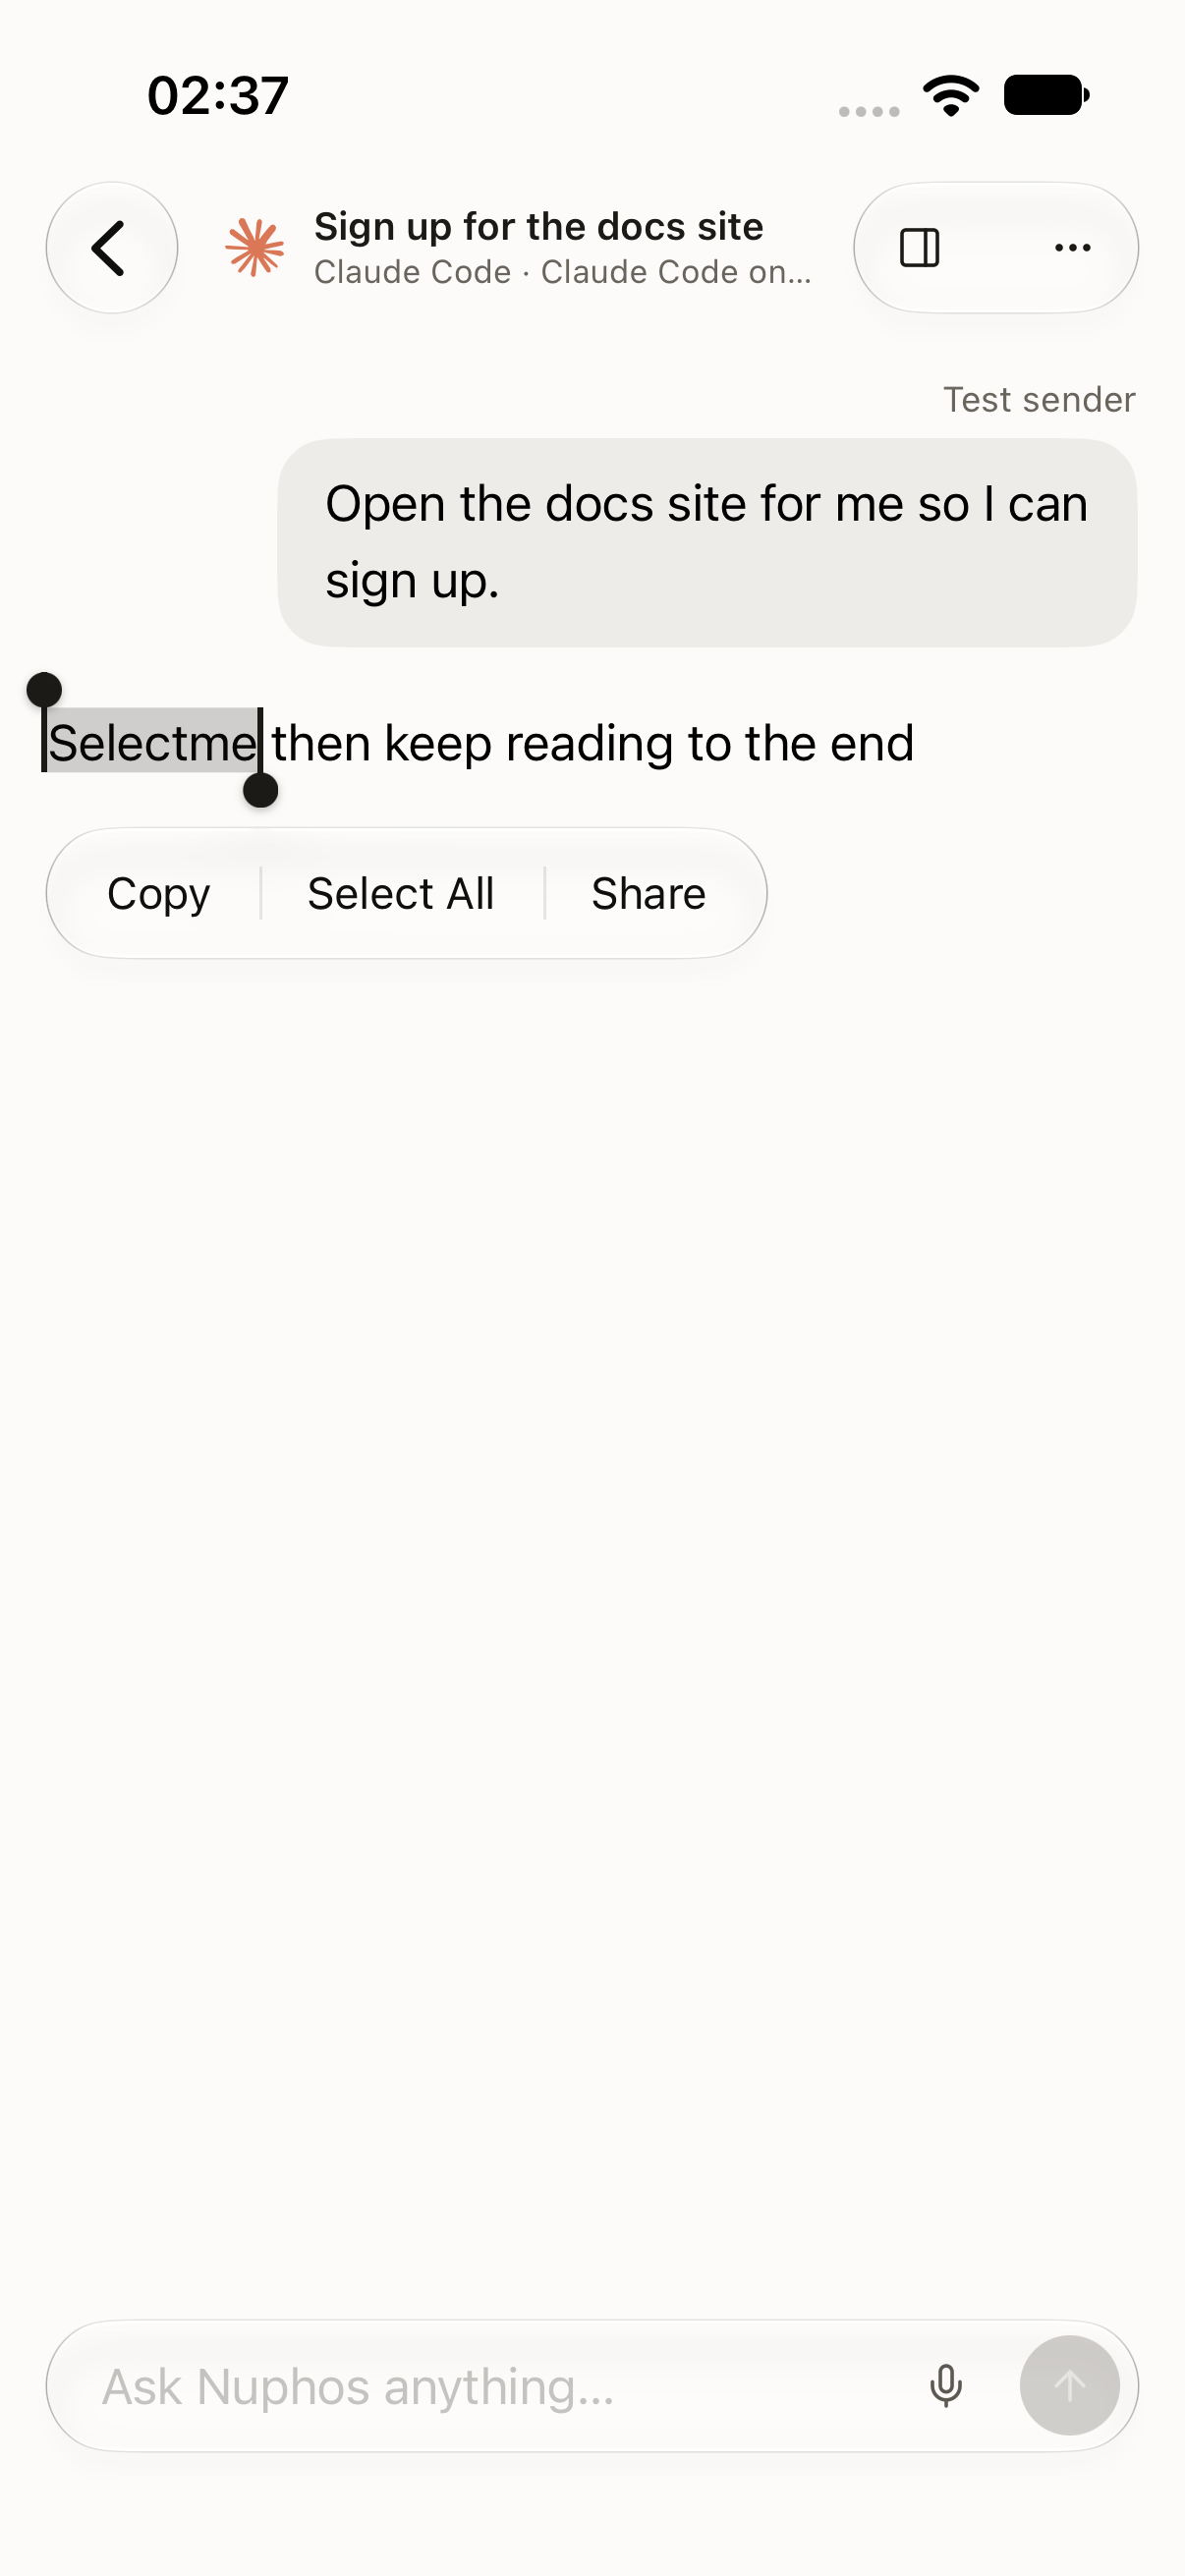 02:37
Sign up for the docs site
Claude Code · Claude Code on...
Test sender
Open the docs site for me so I can
sign up.
Selectme then keep reading to the end
Copy
Select All
Share
Ask Nuphos anything...